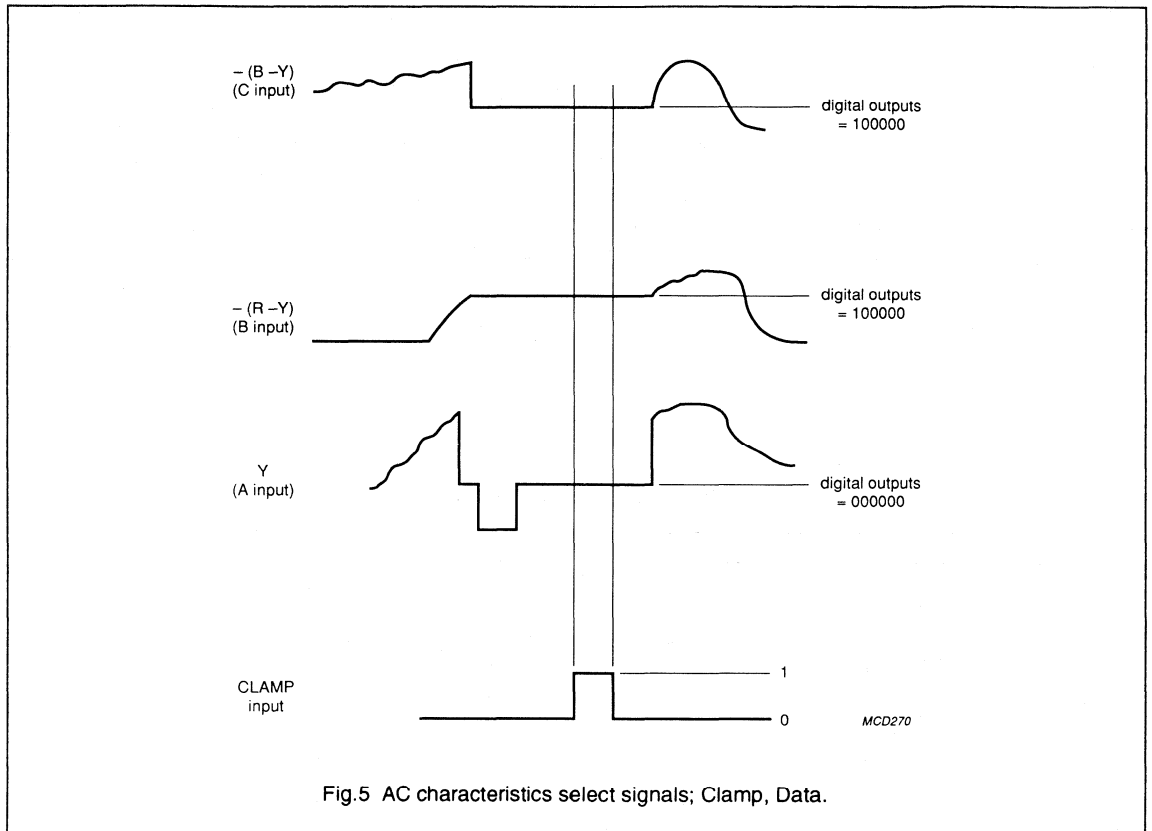 – (B –Y)
(C input)
digital outputs
= 100000
– (R –Y)
(B input)
digital outputs
= 100000
Y
(A input)
digital outputs
= 000000
CLAMP
input
1
0
MCD270
Fig.5 AC characteristics select signals; Clamp, Data.